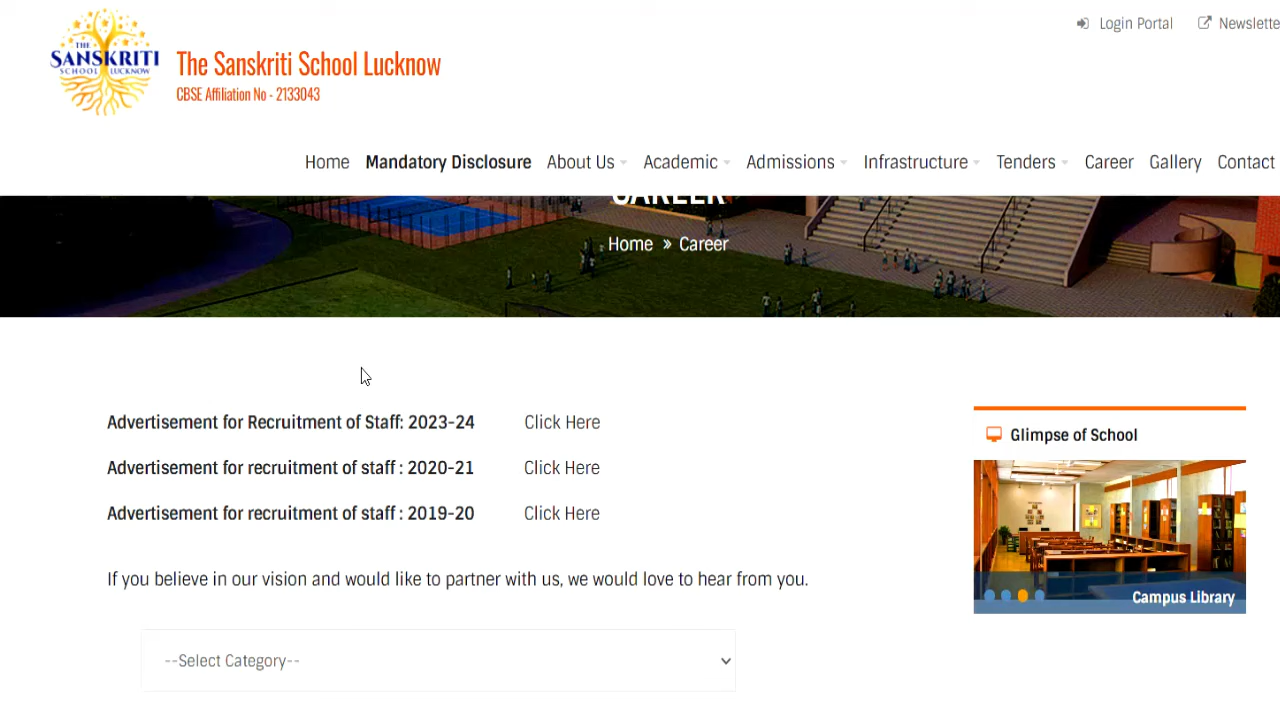 Login Portal
Newslette
THE
SANSKRITI
SCHOOL LUCKNOW
The Sanskriti School Lucknow
CBSE Affiliation No - 2133043
Home Mandatory Disclosure About Us Academic Admissions Infrastructure Tenders Career Gallery Contact
CAREER
Home » Career
Advertisement for Recruitment of Staff: 2023-24 Click Here
Advertisement for recruitment of staff : 2020-21 Click Here
Advertisement for recruitment of staff : 2019-20 Click Here
If you believe in our vision and would like to partner with us, we would love to hear from you.
--Select Category--
Glimpse of School
Campus Library